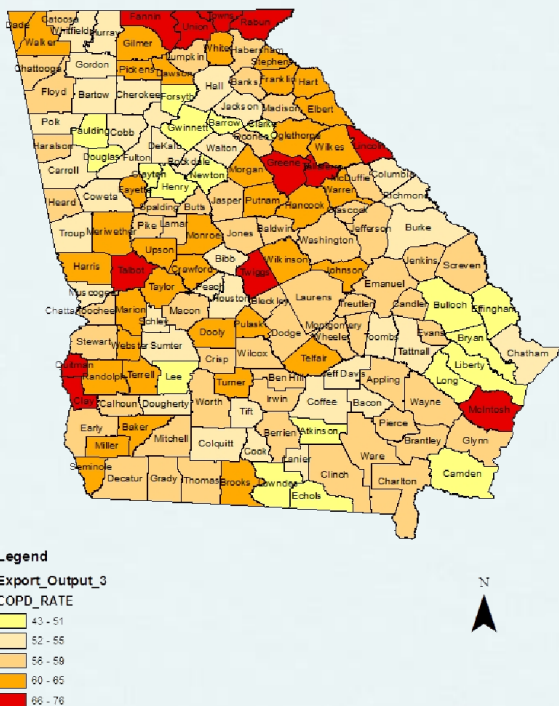 Dade
Catoosa
Whitfield
Murray
Fannin
Union
Towns
Rabun
Walker
Gilmer
Lumpkin
White
Habersham
Stephens
Chattooga
Gordon
Pickens
Dawson
Franklin
Hart
Floyd
Bartow
Cherokee
Forsyth
Hall
Banks
Jackson
Madison
Elbert
Polk
Paulding
Cobb
Gwinnett
Barrow
Clarke
Oconee
Oglethorpe
Wilkes
Lincoln
Haralson
Douglas
Fulton
DeKalb
Rockdale
Walton
Carroll
Clayton
Henry
Newton
Morgan
Greene
McDuffie
Columbia
Warren
Richmond
Heard
Coweta
Fayette
Spalding
Butts
Jasper
Putnam
Hancock
Glascock
Troup
Meriwether
Pike
Lamar
Monroe
Jones
Baldwin
Washington
Jefferson
Burke
Harris
Talbot
Upson
Crawford
Bibb
Twiggs
Wilkinson
Johnson
Jenkins
Screven
Emanuel
Muscogee
Taylor
Peach
Houston
Bleckley
Laurens
Treutlen
Candler
Bulloch
Effingham
Chattahoochee
Marion
Schley
Macon
Dooly
Pulaski
Dodge
Montgomery
Wheeler
Toombs
Evans
Bryan
Tattnall
Chatham
Stewart
Webster
Sumter
Crisp
Wilcox
Telfair
Liberty
Long
Quitman
Randolph
Terrell
Lee
Turner
Ben Hill
Jeff Davis
Appling
Clay
Calhoun
Dougherty
Worth
Irwin
Coffee
Bacon
Wayne
McIntosh
Tift
Early
Baker
Mitchell
Berrien
Atkinson
Pierce
Brantley
Glynn
Miller
Colquitt
Cook
Lanier
Ware
Seminole
Decatur
Grady
Thomas
Brooks
Lowndes
Echols
Clinch
Charlton
Camden
Legend
Export_Output_3
COPD_RATE
43 - 51
52 - 55
56 - 59
60 - 65
66 - 76
N